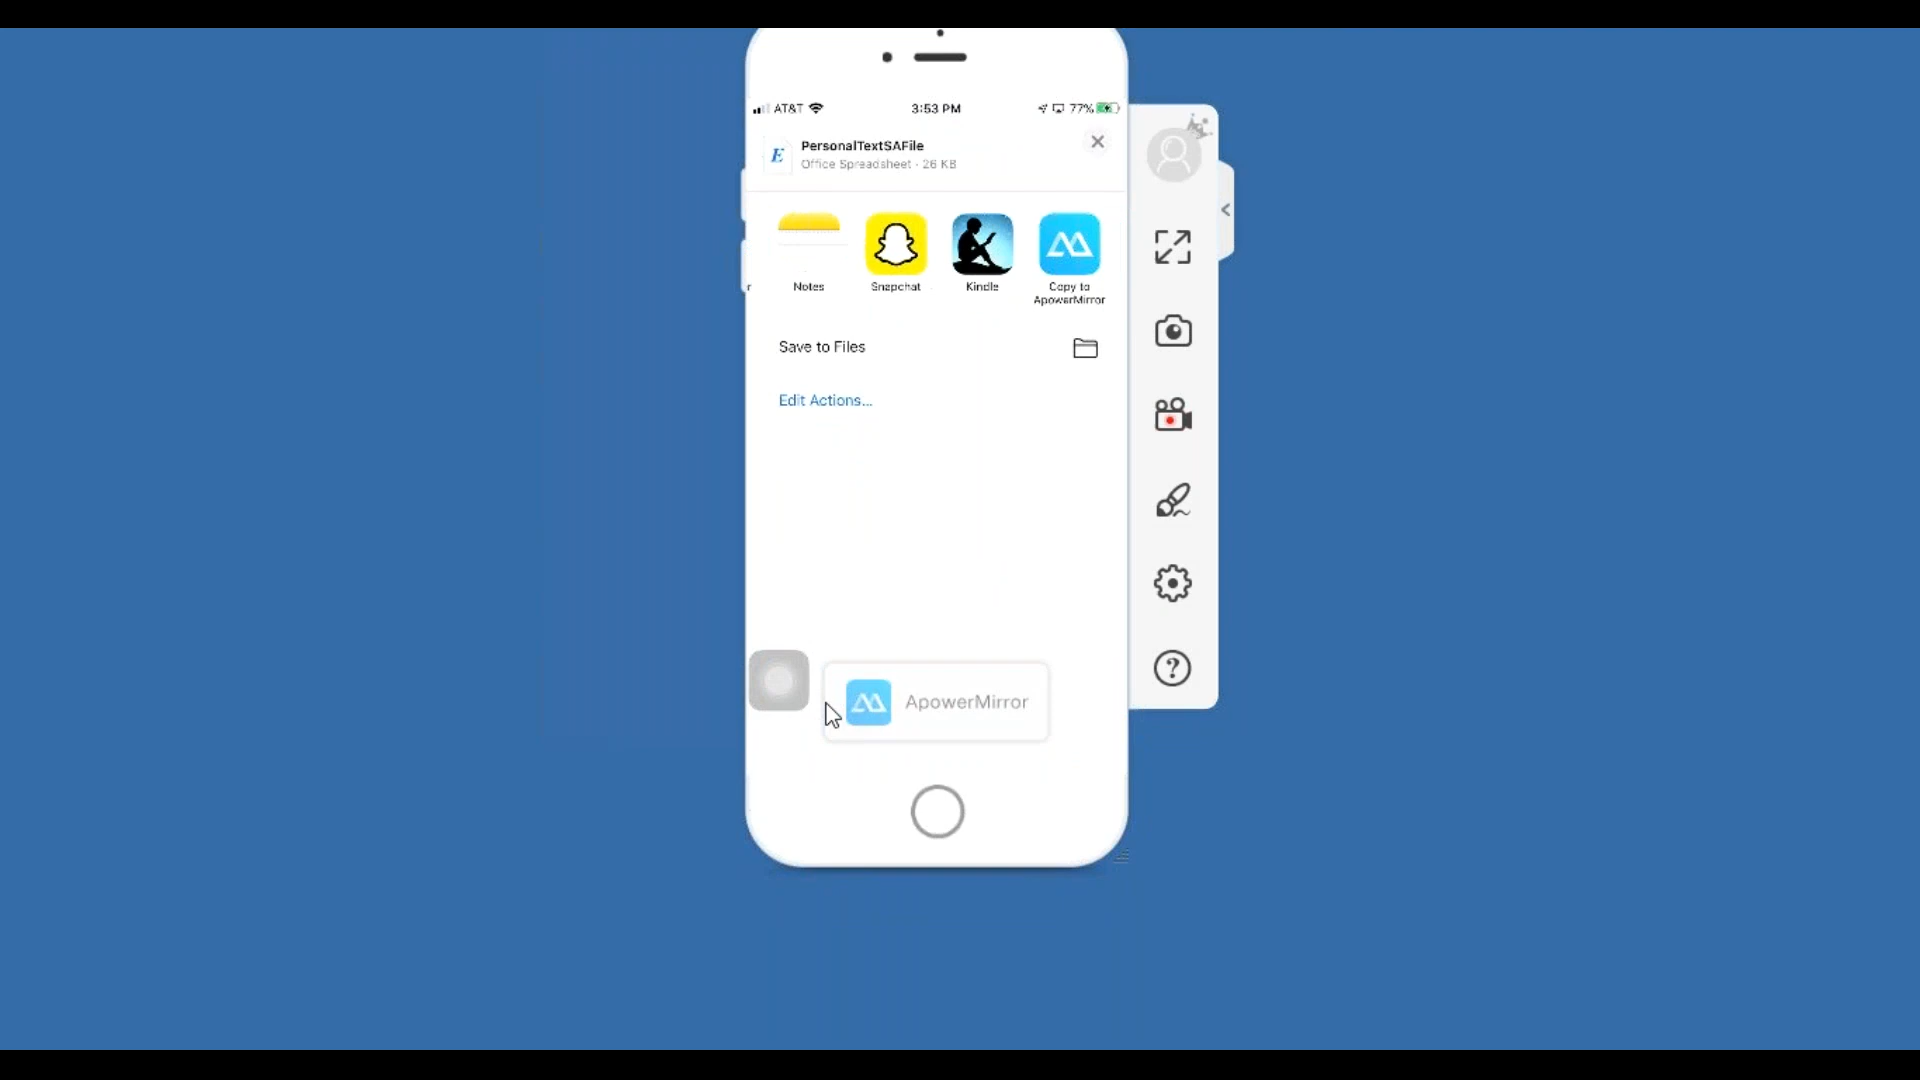 AT&T 3:53 PM 77%
E PersonalTextSAFile
Office Spreadsheet · 26 KB
r Notes Snapchat Kindle Copy to
ApowerMirror
Save to Files
Edit Actions...
ApowerMirror